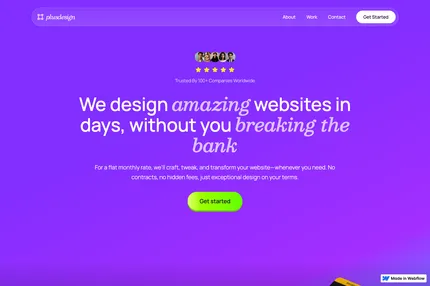 pixodesign
About Work Contact Get Started
Trusted By 100+ Companies Worldwide
We design amazing websites in
days, without you breaking the
bank
For a flat monthly rate, we'll craft, tweak, and transform your website—whenever you need. No
contracts, no hidden fees, just exceptional design on your terms.
Get started
Made in Webflow